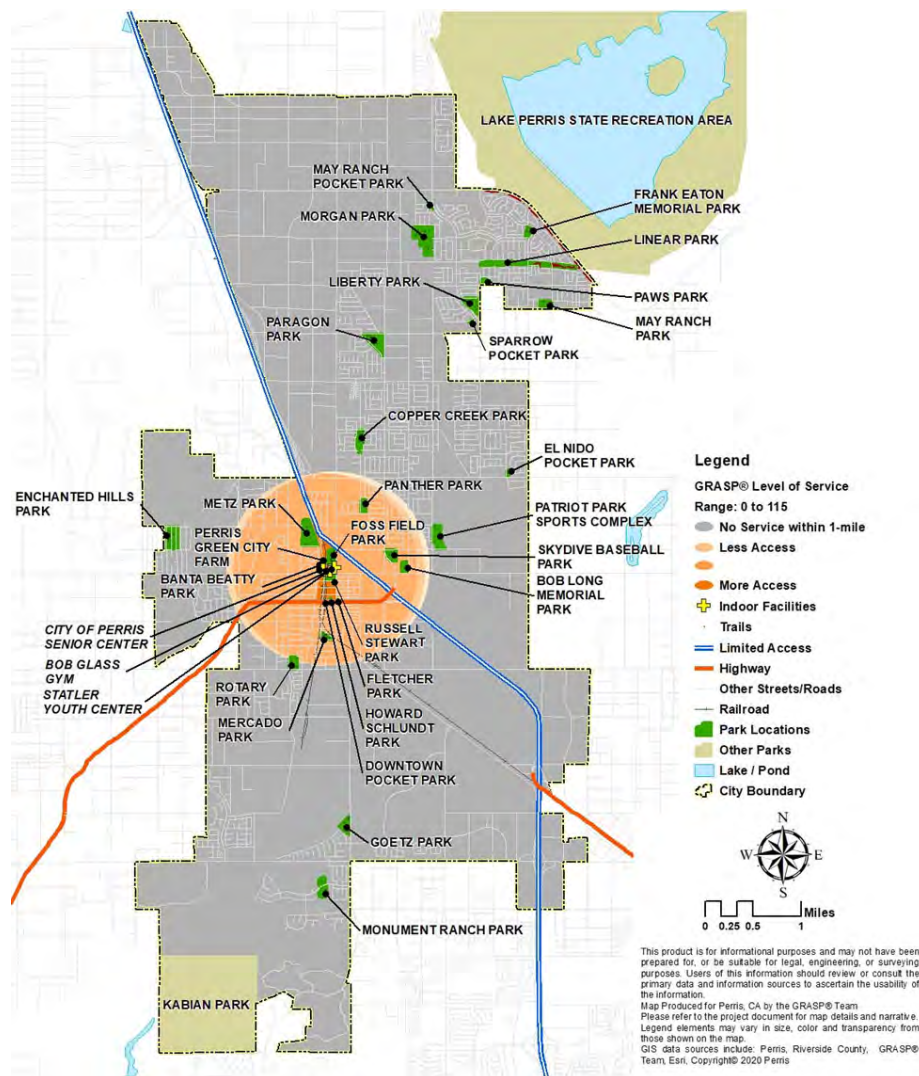 LAKE PERRIS STATE RECREATION AREA
MAY RANCH
POCKET PARK
MORGAN PARK
FRANK EATON
MEMORIAL PARK
LINEAR PARK
LIBERTY PARK
PAWS PARK
MAY RANCH
PARK
PARAGON
PARK
SPARROW
POCKET PARK
COPPER CREEK PARK
EL NIDO
POCKET PARK
ENCHANTED HILLS
PARK
METZ PARK
PANTHER PARK
PATRIOT PARK
SPORTS COMPLEX
PERRIS
GREEN CITY
FARM
FOSS FIELD
PARK
SKYDIVE BASEBALL
PARK
BANTA BEATTY
PARK
BOB LONG
MEMORIAL
PARK
CITY OF PERRIS
SENIOR CENTER
BOB GLASS
GYM
STATLER
YOUTH CENTER
RUSSELL
STEWART
PARK
ROTARY
PARK
FLETCHER
PARK
MERCADO
PARK
HOWARD
SCHLUNDT
PARK
DOWNTOWN
POCKET PARK
GOETZ PARK
MONUMENT RANCH PARK
KABIAN PARK
Legend
GRASP® Level of Service
Range: 0 to 115
No Service within 1-mile
Less Access
More Access
Indoor Facilities
Trails
Limited Access
Highway
Other Streets/Roads
Railroad
Park Locations
Other Parks
Lake / Pond
City Boundary
N
W E
S
Miles
0 0.25 0.5 1
This product is for informational purposes and may not have been
prepared for, or be suitable for legal, engineering, or surveying
purposes. Users of this information should review or consult the
primary data and information sources to ascertain the usability of
the information.
Map Produced for Perris, CA by the GRASP® Team
Please refer to the project document for map details and narrative.
Legend elements may vary in size, color and transparency from
those shown on the map.
GIS data sources include: Perris, Riverside County, GRASP®
Team, Esri, Copyright© 2020 Perris